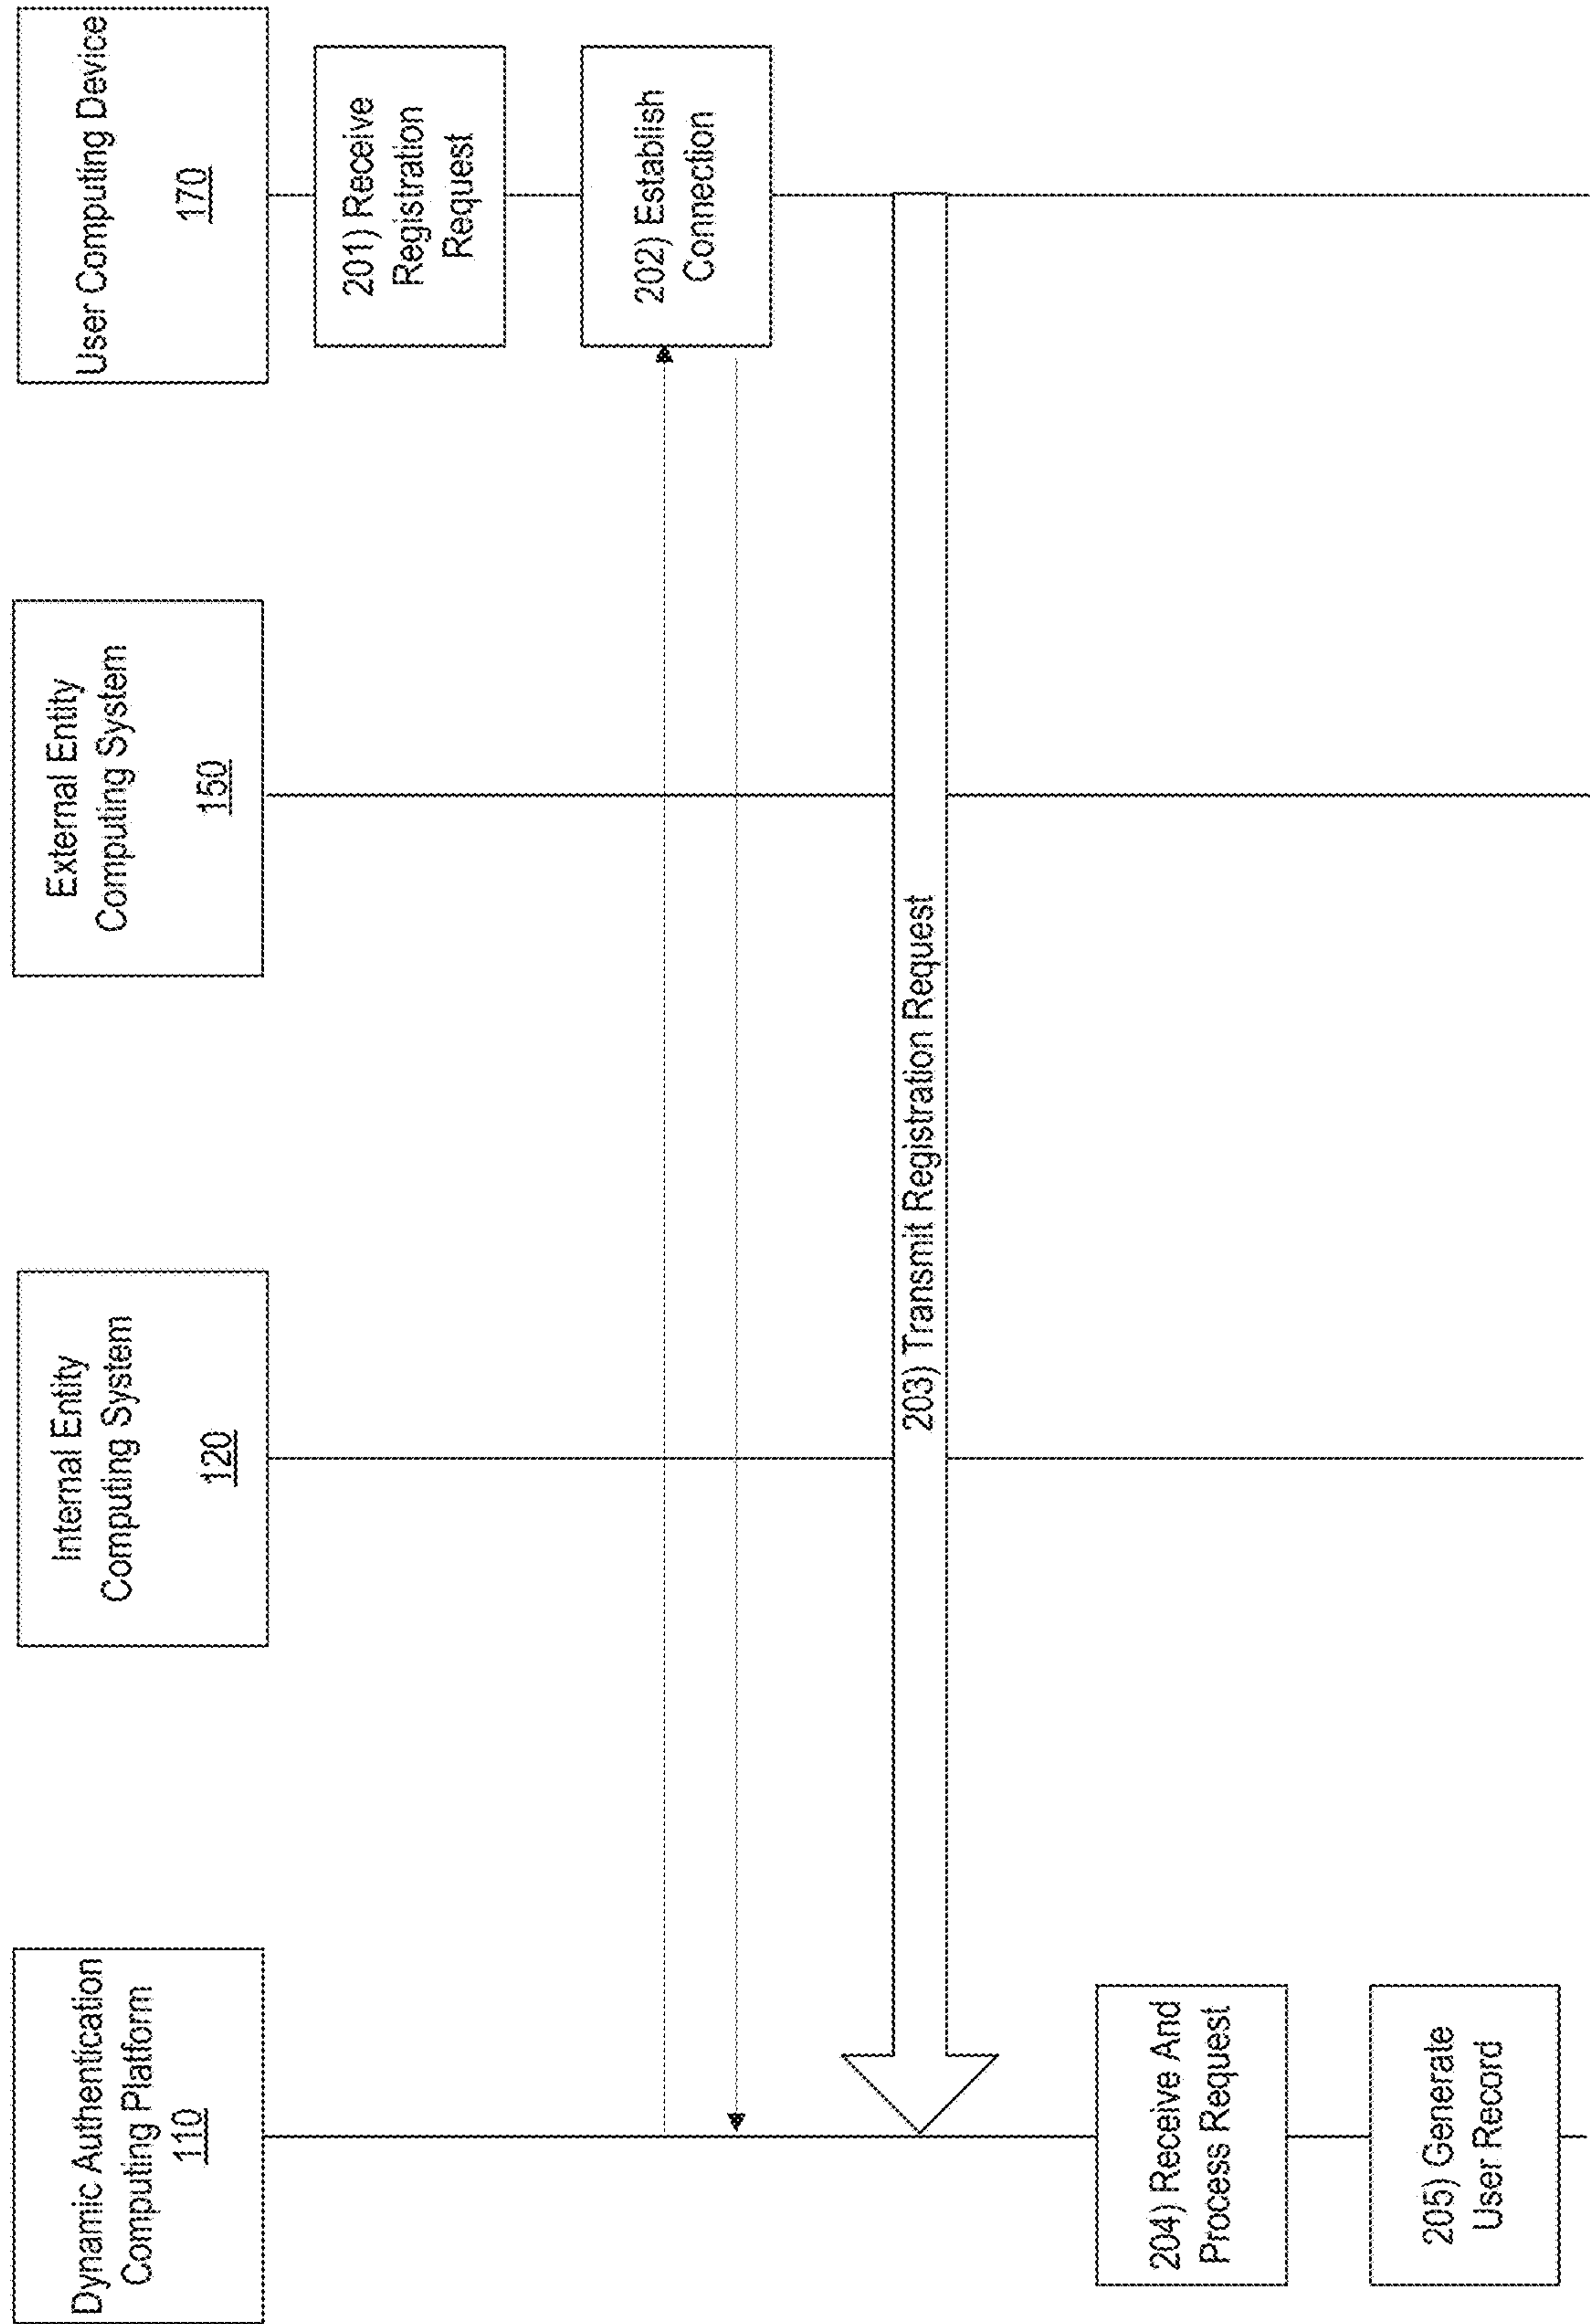 Dynamic Authentication
Computing Platform
110
Internal Entity
Computing System
120
External Entity
Computing System
150
User Computing Device
170
201) Receive
Registration
Request
202) Establish
Connection
203) Transmit Registration Request
204) Receive And
Process Request
205) Generate
User Record